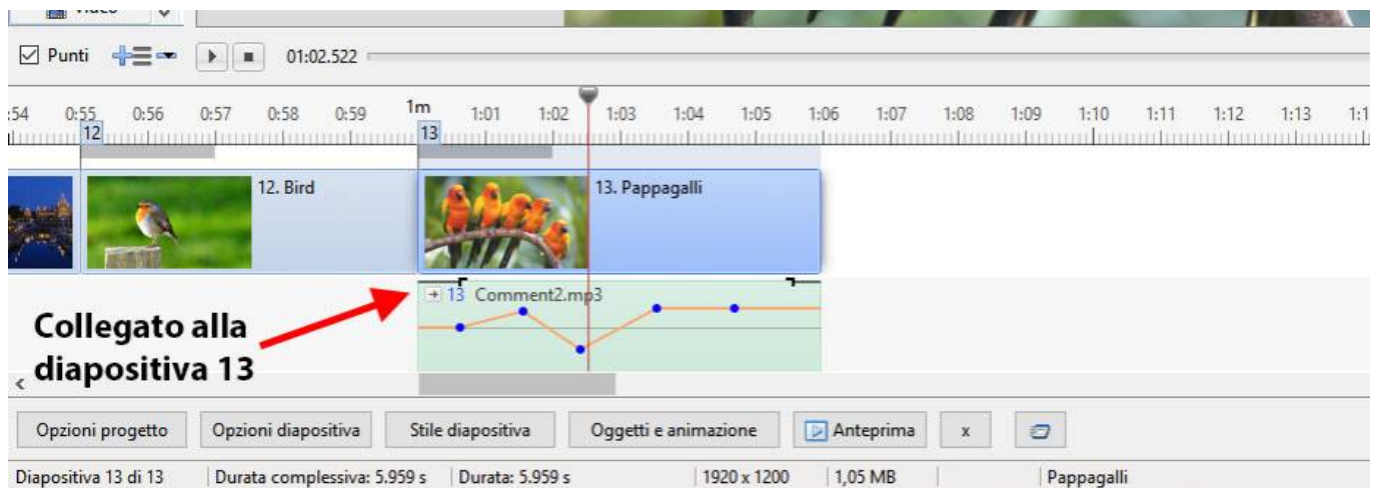 Video
Punti
01:02.522
:54 0:55 0:56 0:57 0:58 0:59 1m 1:01 1:02 1:03 1:04 1:05 1:06 1:07 1:08 1:09 1:10 1:11 1:12 1:13 1:1
12 13
12. Bird 13. Pappagalli
13 Comment2.mp3
Collegato alla
diapositiva 13
Opzioni progetto Opzioni diapositiva Stile diapositiva Oggetti e animazione Anteprima x
Diapositiva 13 di 13 Durata complessiva: 5.959 s Durata: 5.959 s 1920 x 1200 1,05 MB Pappagalli